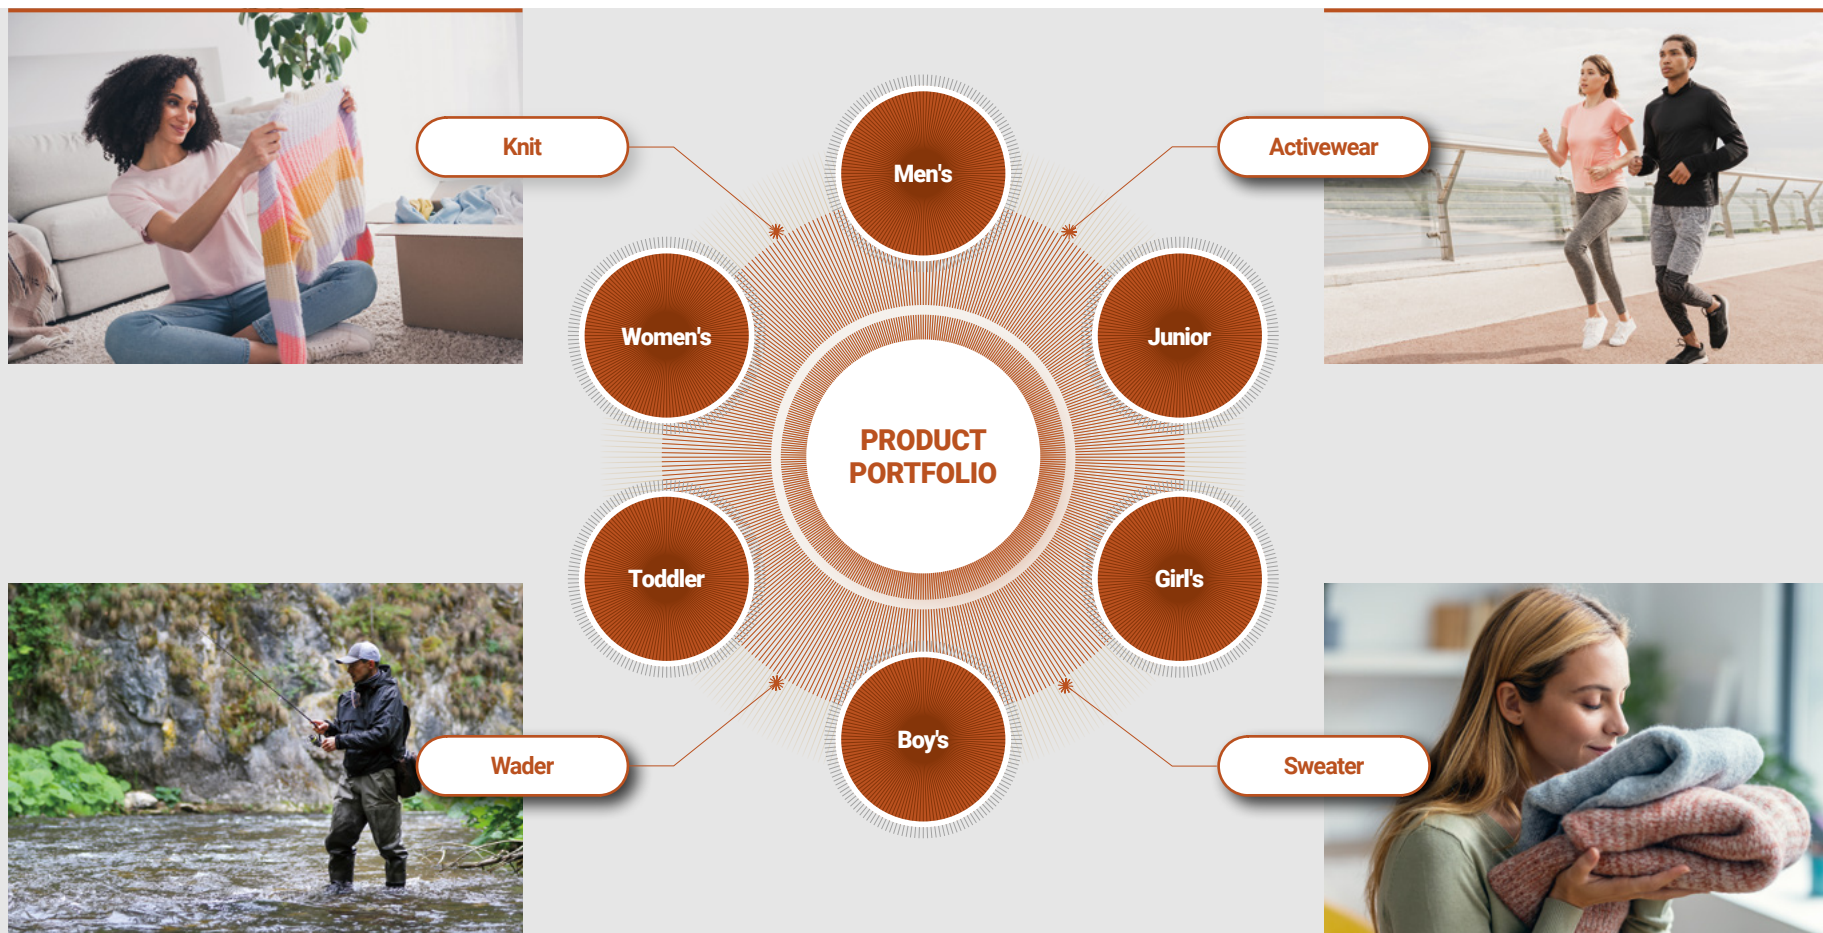 Knit
Men's
Activewear
Women's
Junior
PRODUCT
PORTFOLIO
Toddler
Girl's
Wader
Boy's
Sweater